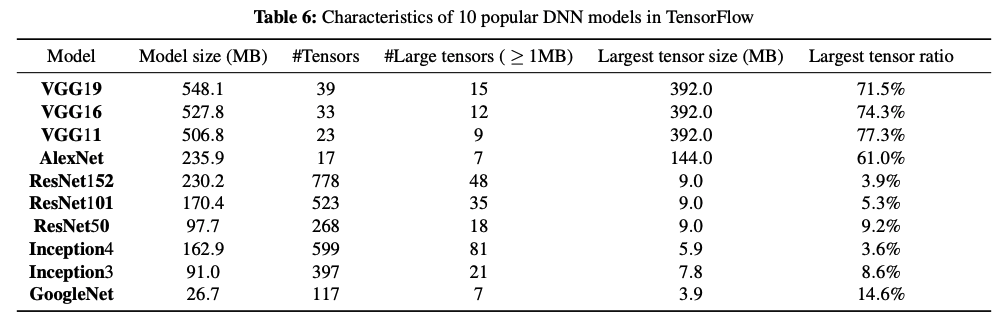 Table 6: Characteristics of 10 popular DNN models in TensorFlow
Model Model size (MB) #Tensors #Large tensors ( ≥ 1MB) Largest tensor size (MB) Largest tensor ratio
VGG19 548.1 39 15 392.0 71.5%
VGG16 527.8 33 12 392.0 74.3%
VGG11 506.8 23 9 392.0 77.3%
AlexNet 235.9 17 7 144.0 61.0%
ResNet152 230.2 778 48 9.0 3.9%
ResNet101 170.4 523 35 9.0 5.3%
ResNet50 97.7 268 18 9.0 9.2%
Inception4 162.9 599 81 5.9 3.6%
Inception3 91.0 397 21 7.8 8.6%
GoogleNet 26.7 117 7 3.9 14.6%